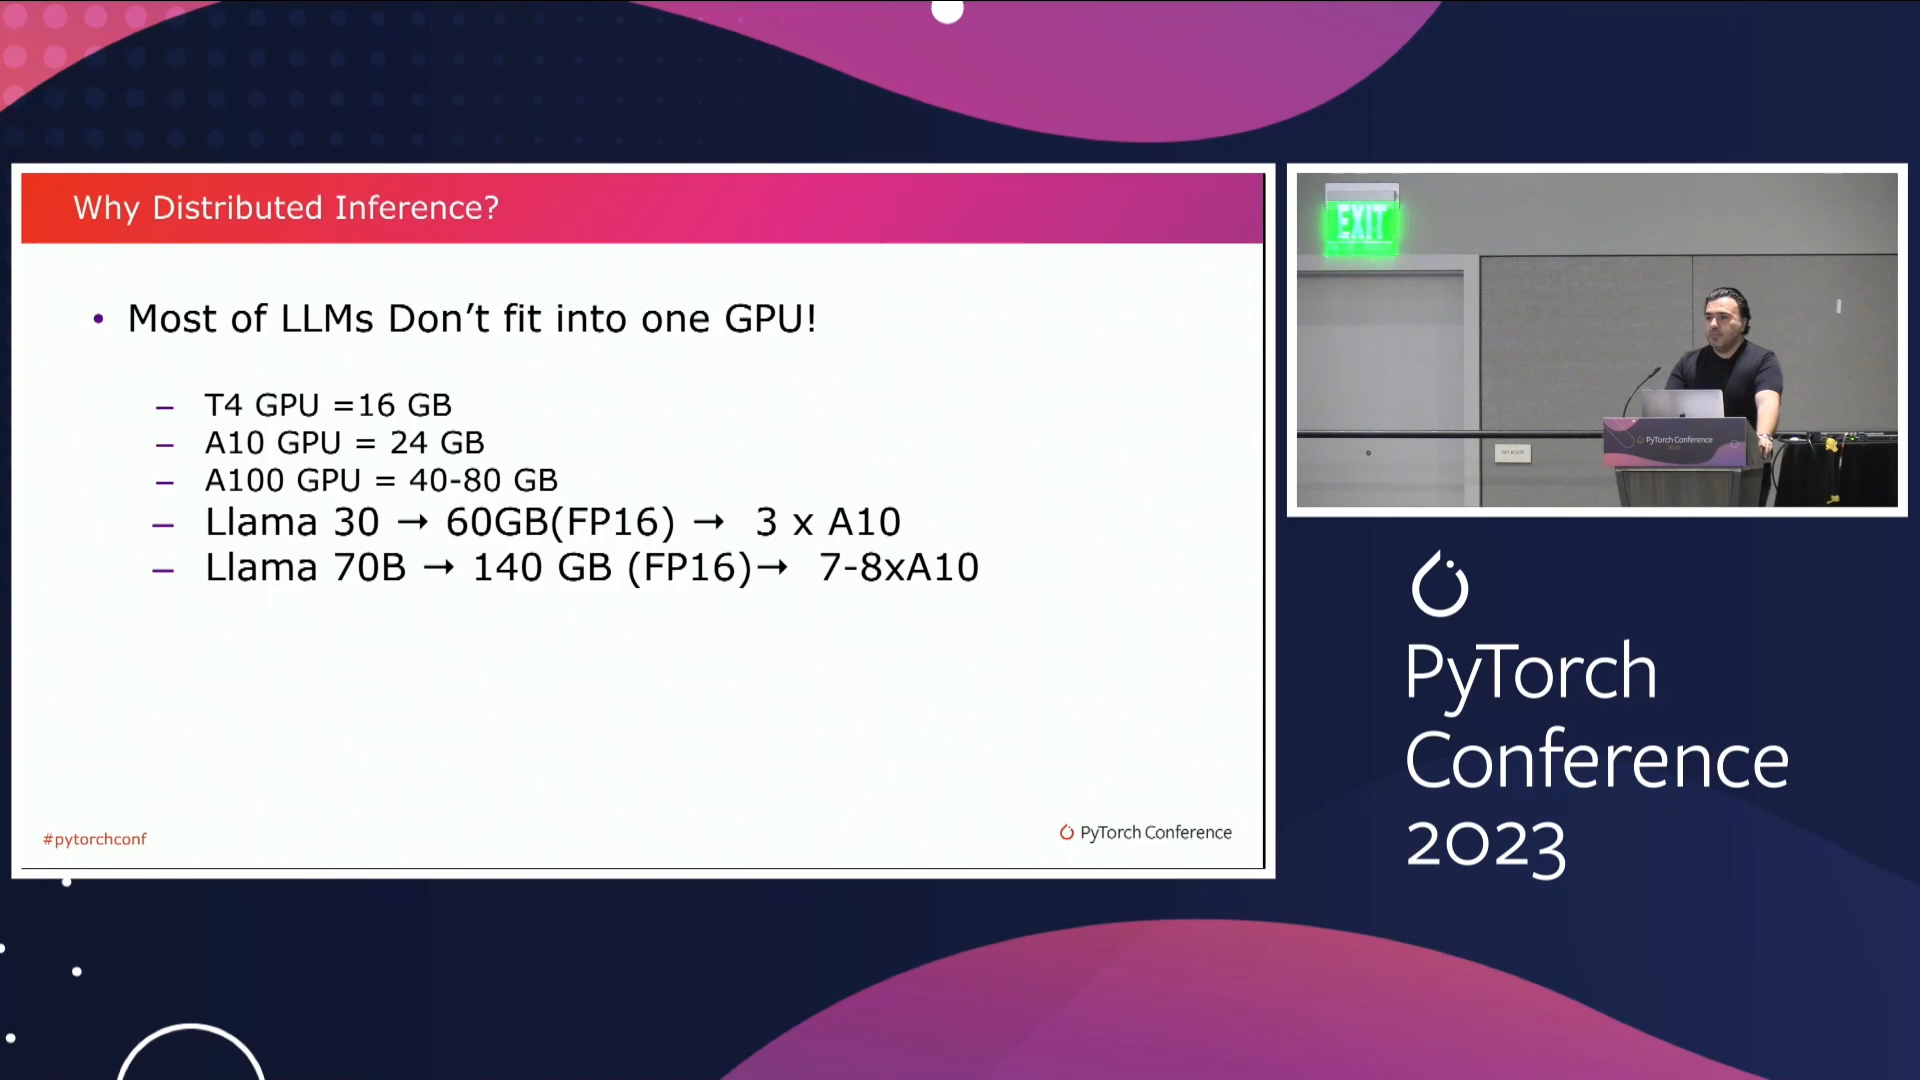 Why Distributed Inference?
• Most of LLMs Don’t fit into one GPU!
– T4 GPU =16 GB
– A10 GPU = 24 GB
– A100 GPU = 40-80 GB
– Llama 30 → 60GB(FP16) → 3 x A10
– Llama 70B → 140 GB (FP16)→ 7-8xA10
#pytorchconf
PyTorch Conference
EXIT
PyTorch Conference
PyTorch
Conference
2023